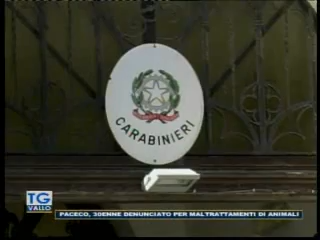 CARABINIERI
TG
VALLO
PACECO, 30ENNE DENUNCIATO PER MALTRATTAMENTI DI ANIMALI